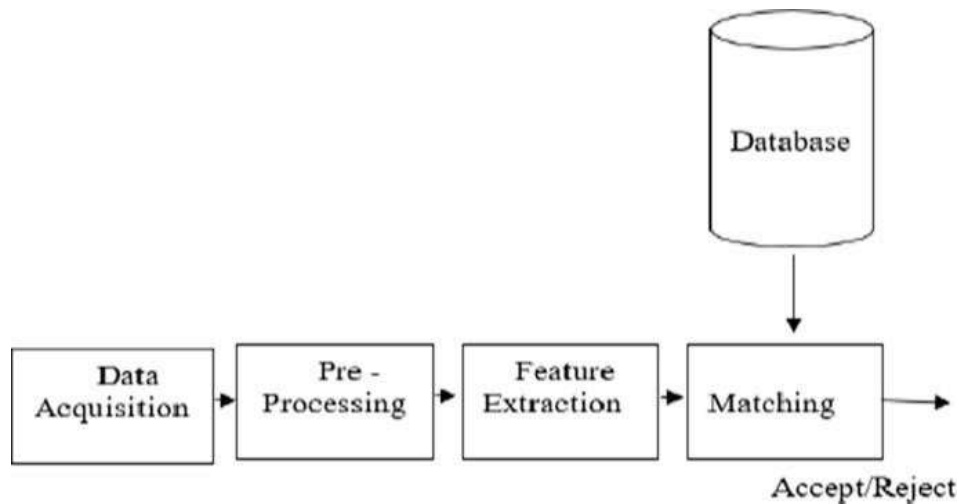 Database
Data
Acquisition
Pre -
Processing
Feature
Extraction
Matching
Accept/Reject